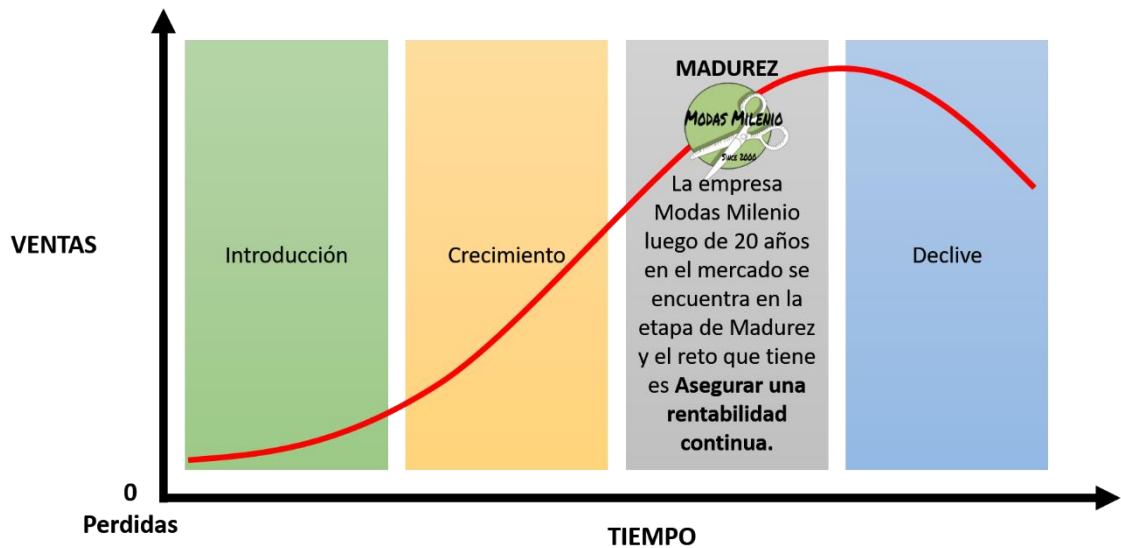 MADUREZ
MODAS MILENIO
SINCE 2000
La empresa
Modas Milenio
luego de 20 años
en el mercado se
encuentra en la
etapa de Madurez
y el reto que tiene
es Asegurar una
rentabilidad
continua.
VENTAS
Introducción
Crecimiento
Declive
0
Perdidas
TIEMPO